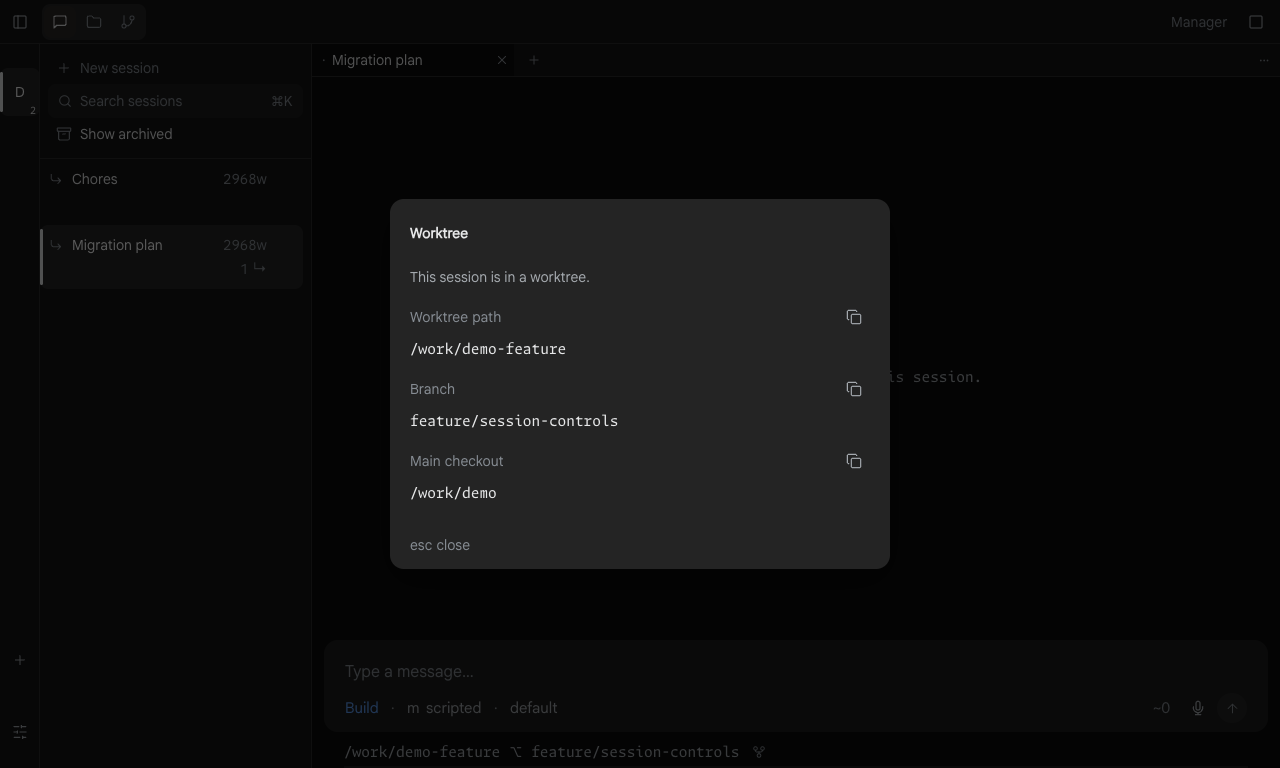 Manager
D
2
New session
Search sessions ⌘K
Show archived
Chores 2968w
Migration plan 2968w
1
· Migration plan
Worktree
This session is in a worktree.
Worktree path
/work/demo-feature
Branch
feature/session-controls
Main checkout
/work/demo
esc close
is session.
Type a message...
Build · m scripted · default ~0
/work/demo-feature ⌥ feature/session-controls